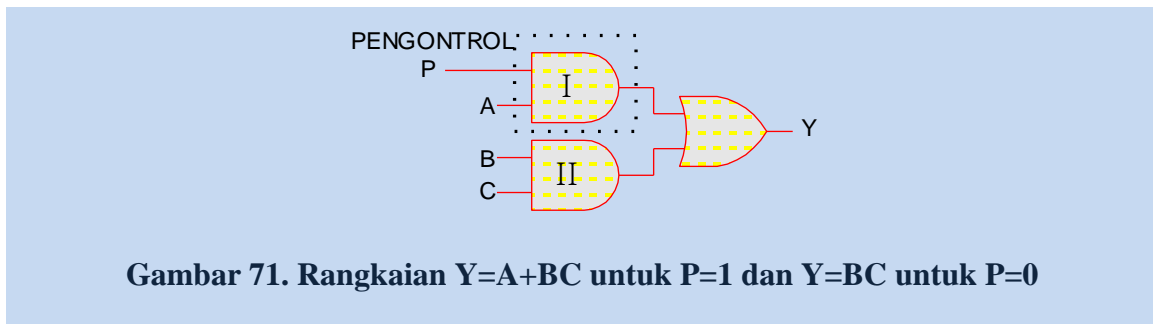 PENGONTROL
P
I
A
Y
B
II
C
Gambar 71. Rangkaian Y=A+BC untuk P=1 dan Y=BC untuk P=0